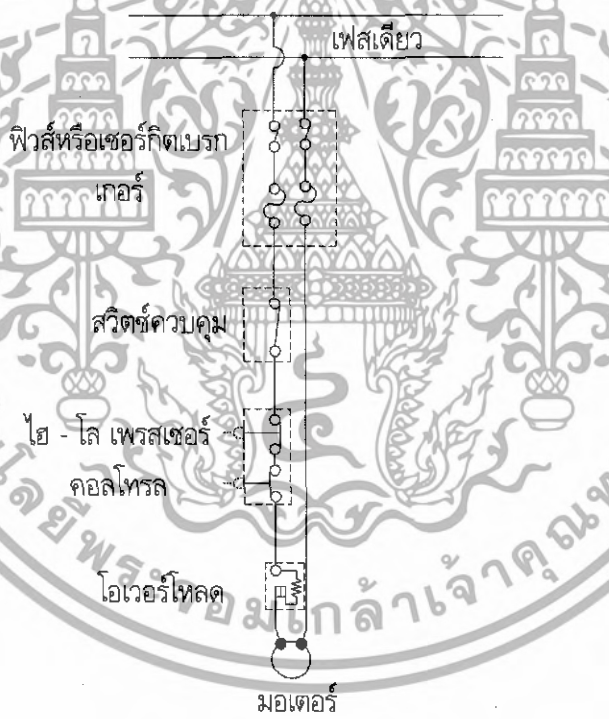 เฟสเดียว
ฟิวส์หรือเซอร์กิตเบรก
เกอร์
สวิตช์ควบคุม
ไฮ - โล เพรสเชอร์
คอลโทรล
โอเวอร์โหลด
มอเตอร์